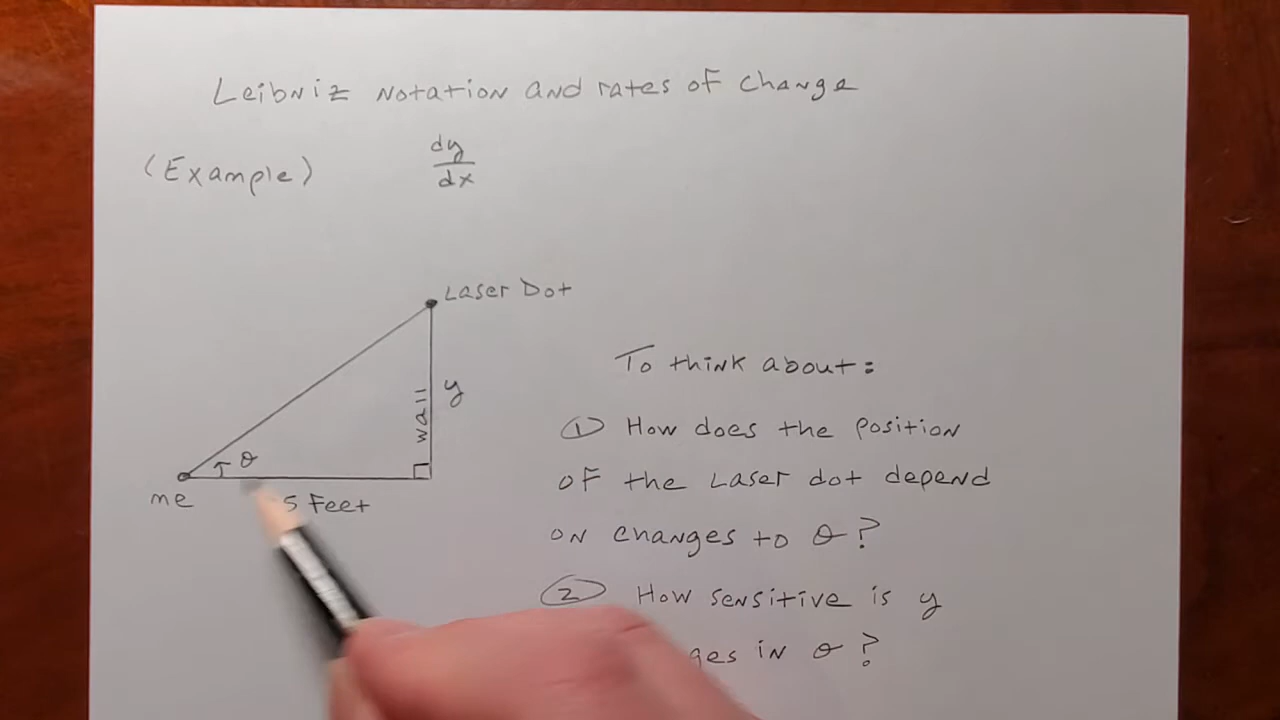 Leibniz notation and rates of change
(Example)
dy
dx
Laser Dot
wall
y
θ
me
5 Feet
To think about:
① How does the position
of the Laser dot depend
on changes to θ?
② How sensitive is y
in θ?